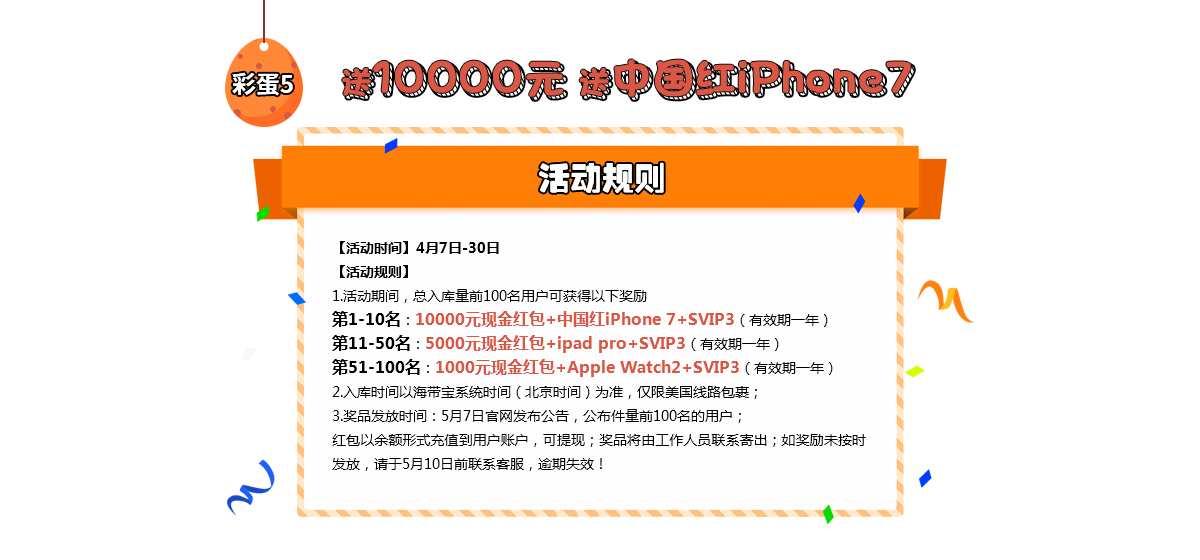 彩蛋5
送10000元 送中国红iPhone7
活动规则
【活动时间】4月7日-30日
【活动规则】
1.活动期间，总入库量前100名用户可获得以下奖励
第1-10名：10000元现金红包+中国红iPhone 7+SVIP3（有效期一年）
第11-50名：5000元现金红包+ipad pro+SVIP3（有效期一年）
第51-100名：1000元现金红包+Apple Watch2+SVIP3（有效期一年）
2.入库时间以海带宝系统时间（北京时间）为准，仅限美国线路包裹；
3.奖品发放时间：5月7日官网发布公告，公布件量前100名的用户；
红包以余额形式充值到用户账户，可提现；奖品将由工作人员联系寄出；如奖励未按时
发放，请于5月10日前联系客服，逾期失效！